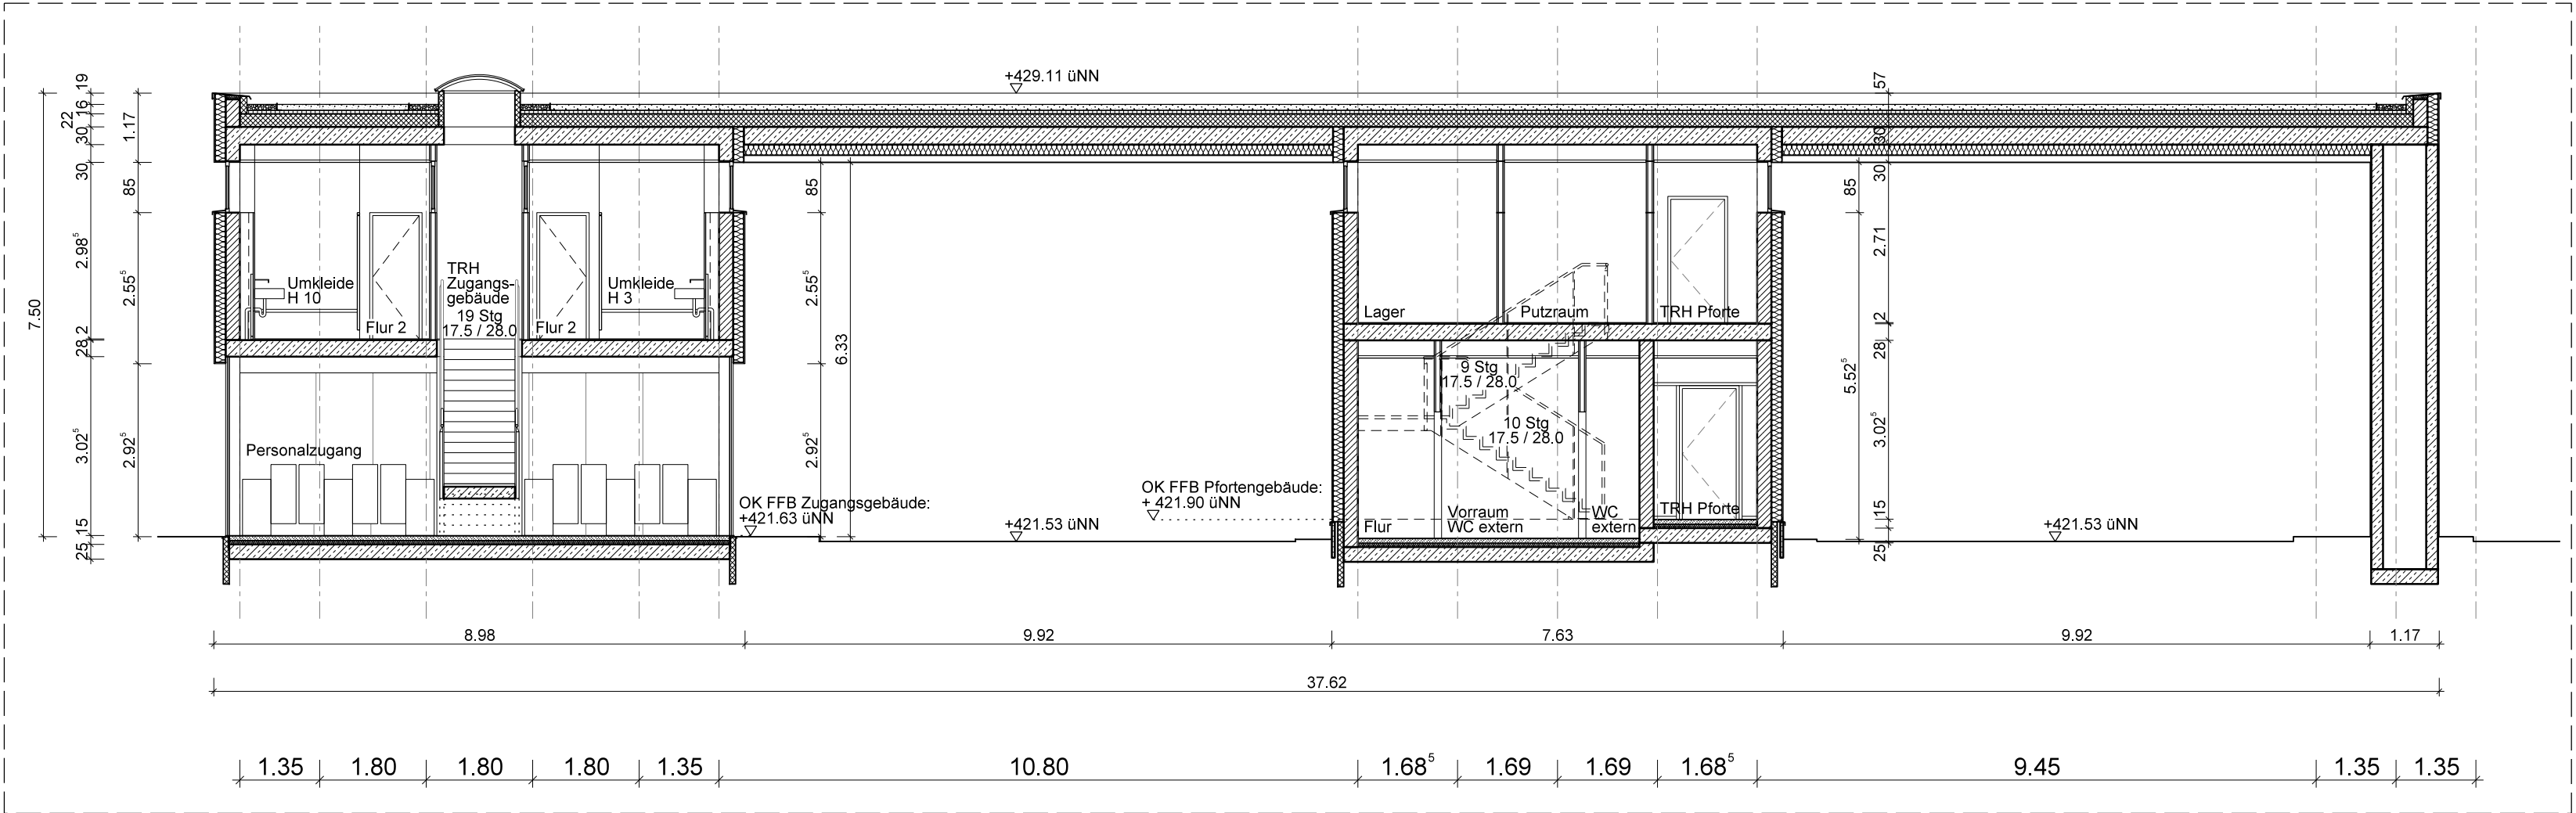 +429.11 üNN
19
16
22
30
30
2.98⁵
2
28
3.02⁵
15
25
7.50
1.17
85
2.55⁵
2.92⁵
Umkleide
H 10
Flur 2
TRH
Zugangs-
gebäude
19 Stg
17.5 / 28.0
Flur 2
Umkleide
H 3
Personalzugang
85
2.55⁵
2.92⁵
6.33
OK FFB Zugangsgebäude:
+421.63 üNN
+421.53 üNN
OK FFB Pfortengebäude:
+ 421.90 üNN
Lager
Putzraum
TRH Pforte
9 Stg
17.5 / 28.0
10 Stg
17.5 / 28.0
Flur
Vorraum
WC extern
WC
extern
TRH Pforte
85
5.52⁵
57
30
30
2.71
2
28
3.02⁵
15
25
+421.53 üNN
8.98
9.92
7.63
9.92
1.17
37.62
1.35
1.80
1.80
1.80
1.35
10.80
1.68⁵
1.69
1.69
1.68⁵
9.45
1.35
1.35